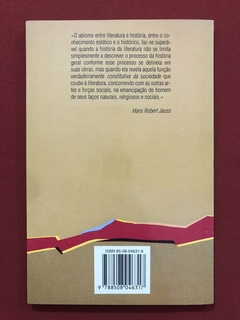 «O abismo entre literatura e história, entre o co-
nhecimento estético e o histórico, faz-se superá-
vel quando a história da literatura não se limita
simplesmente a descrever o processo da história
geral conforme esse processo se delineia em
suas obras, mas quando ela revela aquela função
verdadeiramente constitutiva da sociedade que
coube à literatura, concorrendo com as outras ar-
tes e forças sociais, na emancipação do homem
de seus laços naturais, religiosos e sociais.»
Hans Robert Jauss
ISBN 85-08-04631-6
9 788508 046317